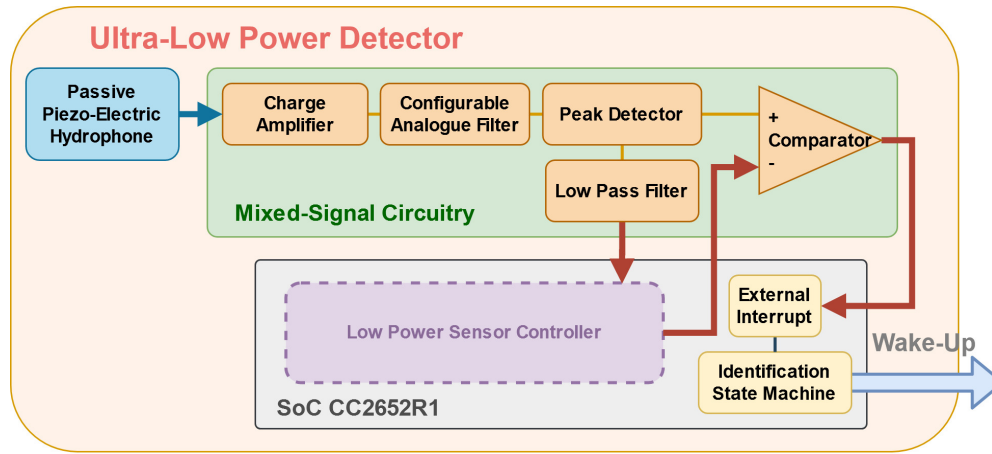 Ultra-Low Power Detector
Passive
Piezo-Electric
Hydrophone
Charge
Amplifier
Configurable
Analogue Filter
Peak Detector
+
Comparator
-
Low Pass Filter
Mixed-Signal Circuitry
Low Power Sensor Controller
External
Interrupt
Wake-Up
Identification
State Machine
SoC CC2652R1